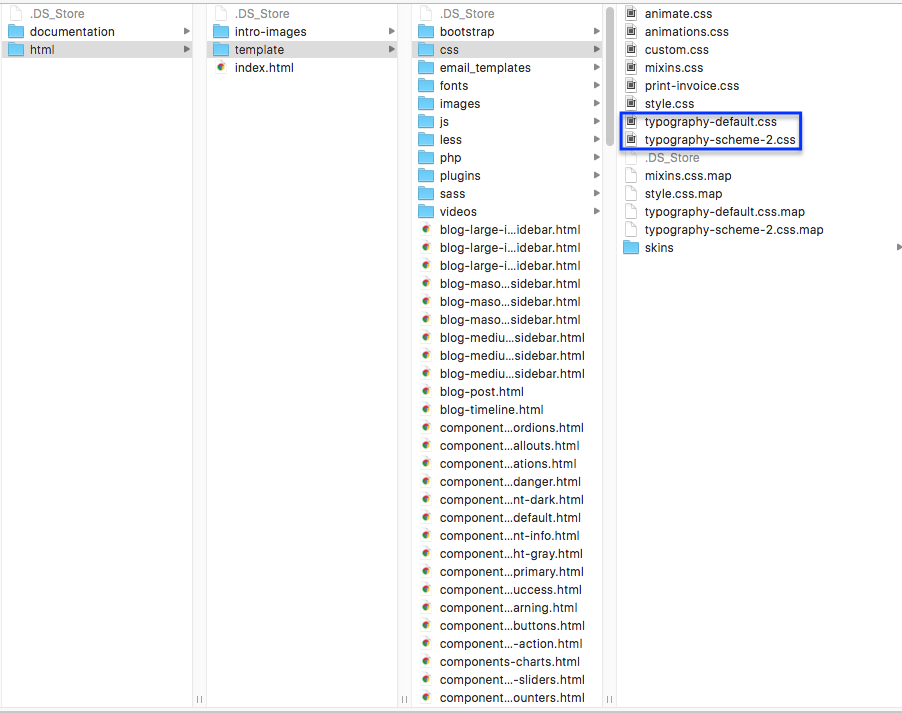 .DS_Store
documentation
html
.DS_Store
intro-images
template
index.html
.DS_Store
bootstrap
css
email_templates
fonts
images
js
less
php
plugins
sass
videos
blog-large-i...idebar.html
blog-large-i...idebar.html
blog-large-i...idebar.html
blog-maso...sidebar.html
blog-maso...sidebar.html
blog-maso...sidebar.html
blog-mediu...sidebar.html
blog-mediu...sidebar.html
blog-mediu...sidebar.html
blog-post.html
blog-timeline.html
component...ordions.html
component...allouts.html
component...ations.html
component...danger.html
component...nt-dark.html
component...default.html
component...nt-info.html
component...ht-gray.html
component...primary.html
component...uccess.html
component...arning.html
component...buttons.html
component...-action.html
components-charts.html
component...-sliders.html
component...ounters.html
animate.css
animations.css
custom.css
mixins.css
print-invoice.css
style.css
typography-default.css
typography-scheme-2.css
.DS_Store
mixins.css.map
style.css.map
typography-default.css.map
typography-scheme-2.css.map
skins